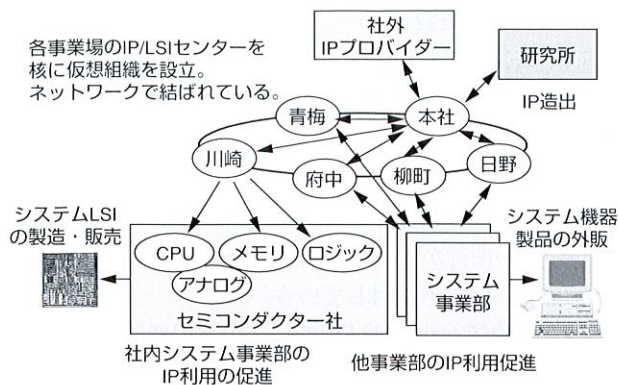 各事業場のIP/LSIセンターを
核に仮想組織を設立。
ネットワークで結ばれている。
社外
IPプロバイダー
研究所
IP造出
青梅
本社
川崎
府中
柳町
日野
システムLSI
の製造・販売
CPU
メモリ
ロジック
アナログ
セミコンダクター社
システム
事業部
システム機器
製品の外販
社内システム事業部の
IP利用の促進
他事業部のIP利用促進